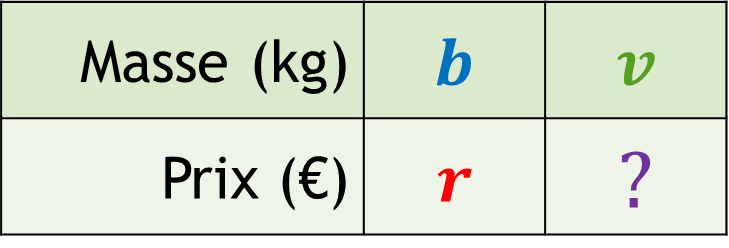 Masse (kg) b v
Prix (€) r ?